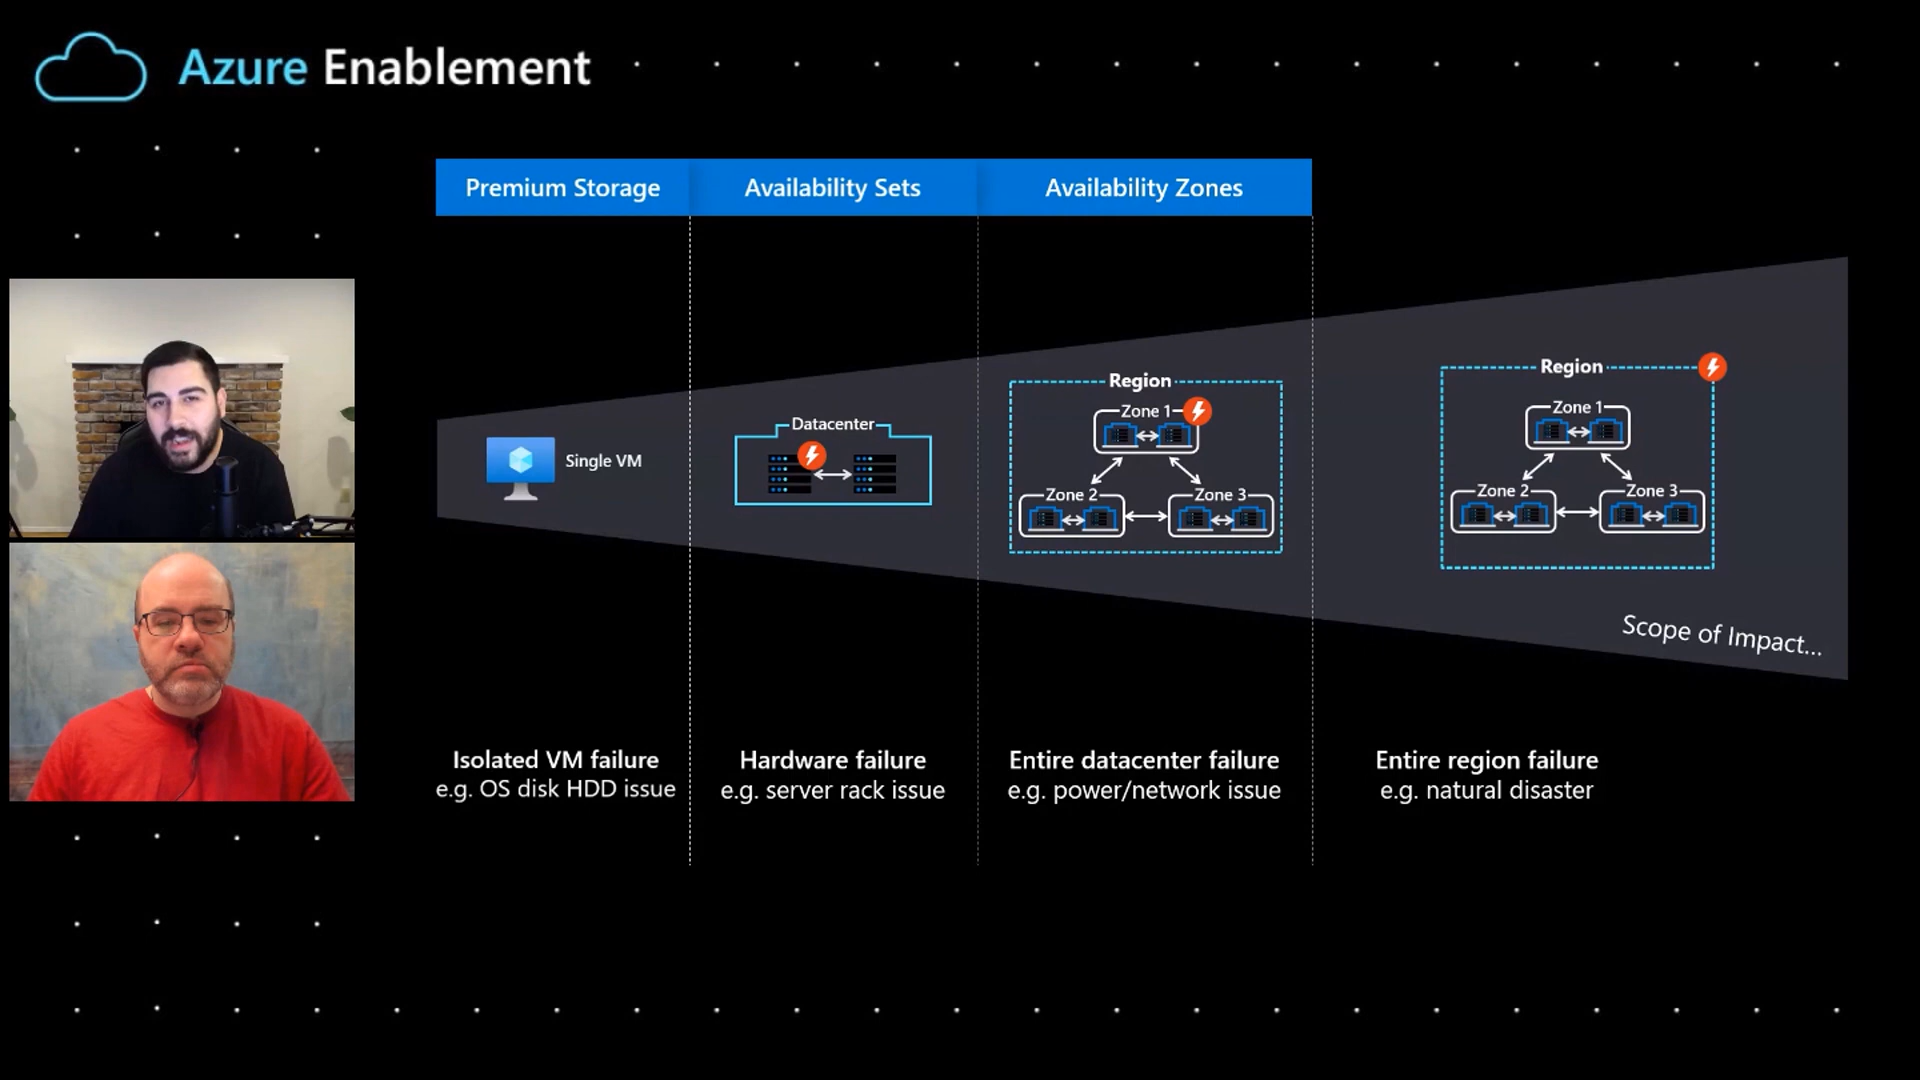 Azure Enablement
Premium Storage
Availability Sets
Availability Zones
Single VM
Datacenter
Region
Zone 1
Zone 2
Zone 3
Region
Zone 1
Zone 2
Zone 3
Scope of Impact...
Isolated VM failure
e.g. OS disk HDD issue
Hardware failure
e.g. server rack issue
Entire datacenter failure
e.g. power/network issue
Entire region failure
e.g. natural disaster